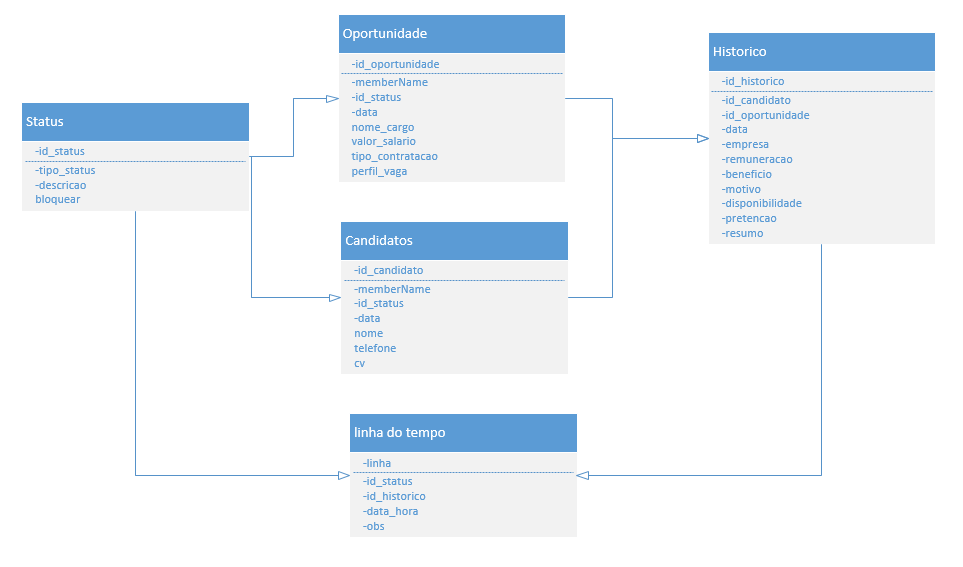 Oportunidade
-id_oportunidade
-memberName
-id_status
-data
nome_cargo
valor_salario
tipo_contratacao
perfil_vaga
Historico
-id_historico
-id_candidato
-id_oportunidade
-data
-empresa
-remuneracao
-beneficio
-motivo
-disponibilidade
-pretencao
-resumo
Status
-id_status
-tipo_status
-descricao
bloquear
Candidatos
-id_candidato
-memberName
-id_status
-data
nome
telefone
cv
linha do tempo
-linha
-id_status
-id_historico
-data_hora
-obs